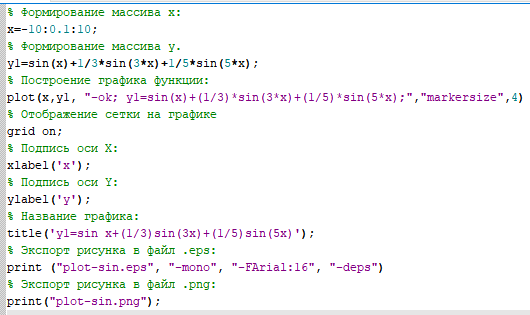 % Формирование массива x:
x=-10:0.1:10;
% Формирование массива y.
y1=sin(x)+1/3*sin(3*x)+1/5*sin(5*x);
% Построение графика функции:
plot(x,y1, "-ok; y1=sin(x)+(1/3)*sin(3*x)+(1/5)*sin(5*x);","markersize",4)
% Отображение сетки на графике
grid on;
% Подпись оси X:
xlabel('x');
% Подпись оси Y:
ylabel('y');
% Название графика:
title('y1=sin x+(1/3)sin(3x)+(1/5)sin(5x)');
% Экспорт рисунка в файл .eps:
print ("plot-sin.eps", "-mono", "-FArial:16", "-deps")
% Экспорт рисунка в файл .png:
print("plot-sin.png");